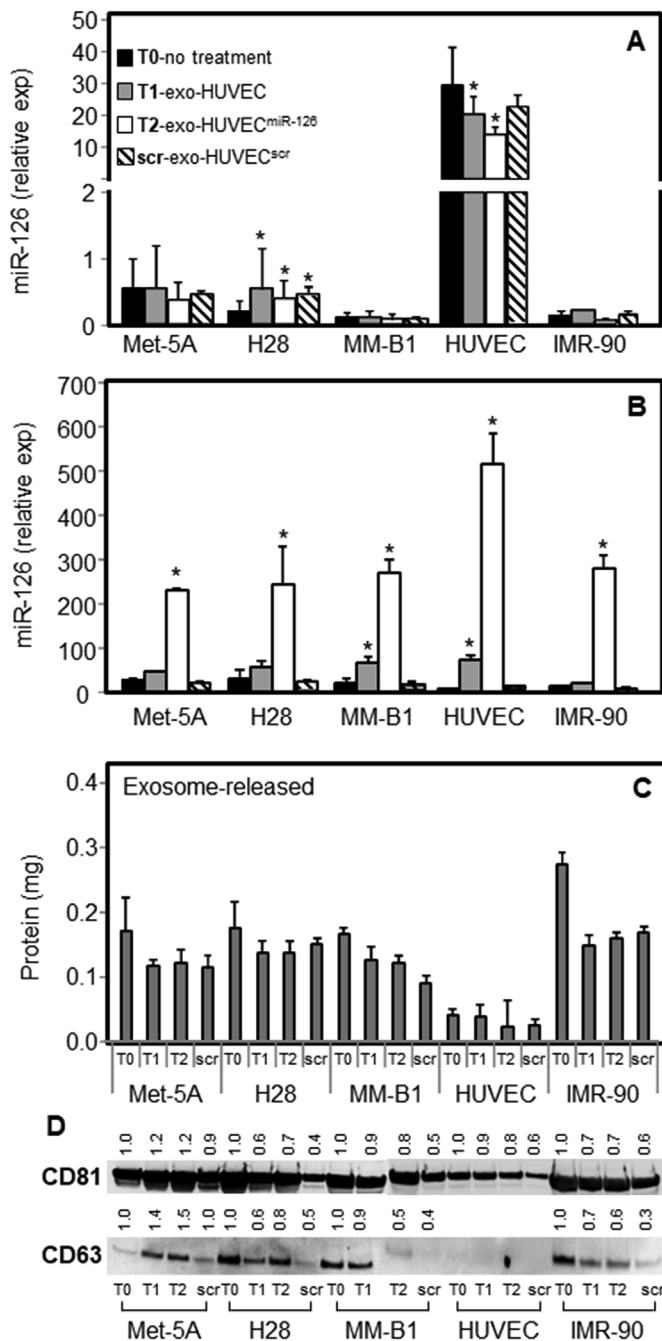 A
miR-126 (relative exp)
50
40
30
20
10
2
1
0
T0-no treatment
T1-exo-HUVEC
T2-exo-HUVECmiR-126
scr-exo-HUVECscr
* * * * * *
Met-5A H28 MM-B1 HUVEC IMR-90
B
miR-126 (relative exp)
700
600
500
400
300
200
100
0
* * * * * * *
Met-5A H28 MM-B1 HUVEC IMR-90
Exosome-released C
Protein (mg)
0.4
0.3
0.2
0.1
0.0
T0 T1 T2 scr T0 T1 T2 scr T0 T1 T2 scr T0 T1 T2 scr T0 T1 T2 scr
Met-5A H28 MM-B1 HUVEC IMR-90
D
1.0 1.2 1.2 0.9 1.0 0.6 0.7 0.4 1.0 0.9 0.8 0.5 1.0 0.9 0.8 0.6 1.0 0.7 0.7 0.6
CD81
1.0 1.4 1.5 1.0 1.0 0.6 0.8 0.5 1.0 0.9 0.5 0.4 1.0 0.7 0.6 0.3
CD63
T0 T1 T2 scr T0 T1 T2 scr T0 T1 T2 scr T0 T1 T2 scr T0 T1 T2 scr
Met-5A H28 MM-B1 HUVEC IMR-90